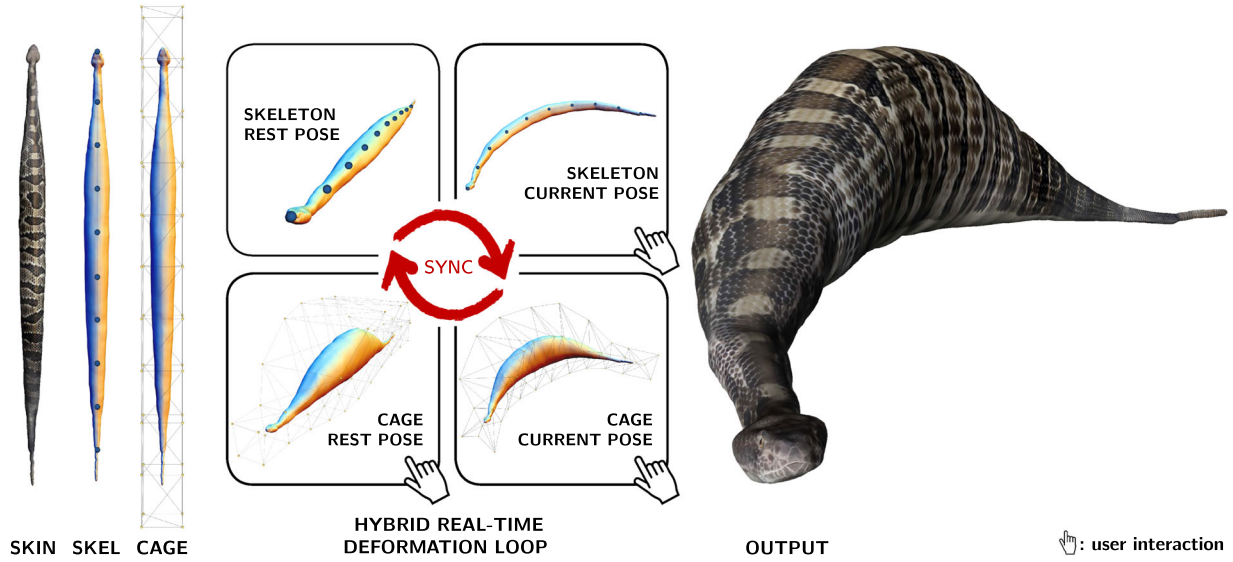 SKELETON
REST POSE
SKELETON
CURRENT POSE
SYNC
CAGE
REST POSE
CAGE
CURRENT POSE
SKIN SKEL CAGE
HYBRID REAL-TIME
DEFORMATION LOOP
OUTPUT
: user interaction